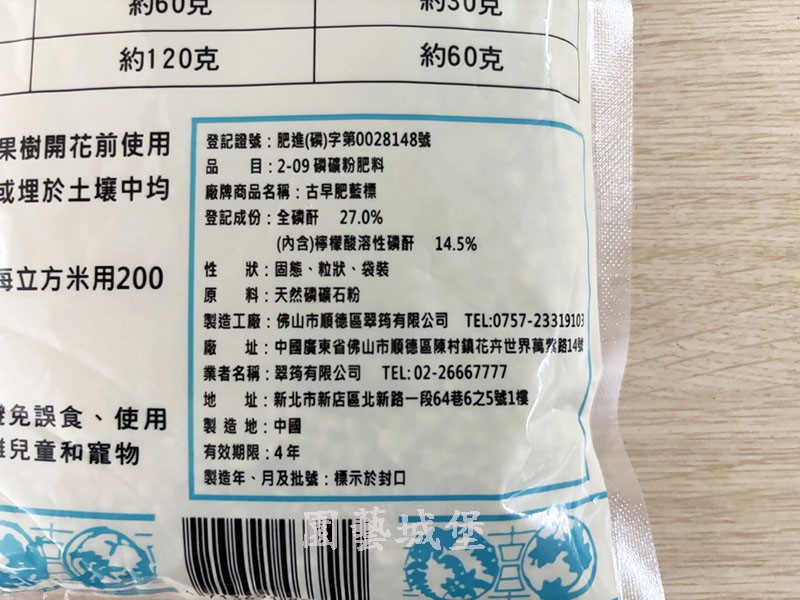 約60克
約30克
約120克
約60克
果樹開花前使用
或埋於土壤中均
每立方米用200
避免誤食、使用
離兒童和寵物
登記證號：肥進(磷)字第0028148號
品　　目：2-09 磷礦粉肥料
廠牌商品名稱：古早肥藍標
登記成份：全磷酐　27.0%
(內含)檸檬酸溶性磷酐　14.5%
性　　狀：固態、粒狀、袋裝
原　　料：天然磷礦石粉
製造工廠：佛山市順德區翠筠有限公司　TEL:0757-23319103
廠　　址：中國廣東省佛山市順德區陳村鎮花卉世界萬紫路14號
業者名稱：翠筠有限公司　TEL: 02-26667777
地　　址：新北市新店區北新路一段64巷6之5號1樓
製 造 地：中國
有效期限：4年
製造年、月及批號：標示於封口
園藝城堡